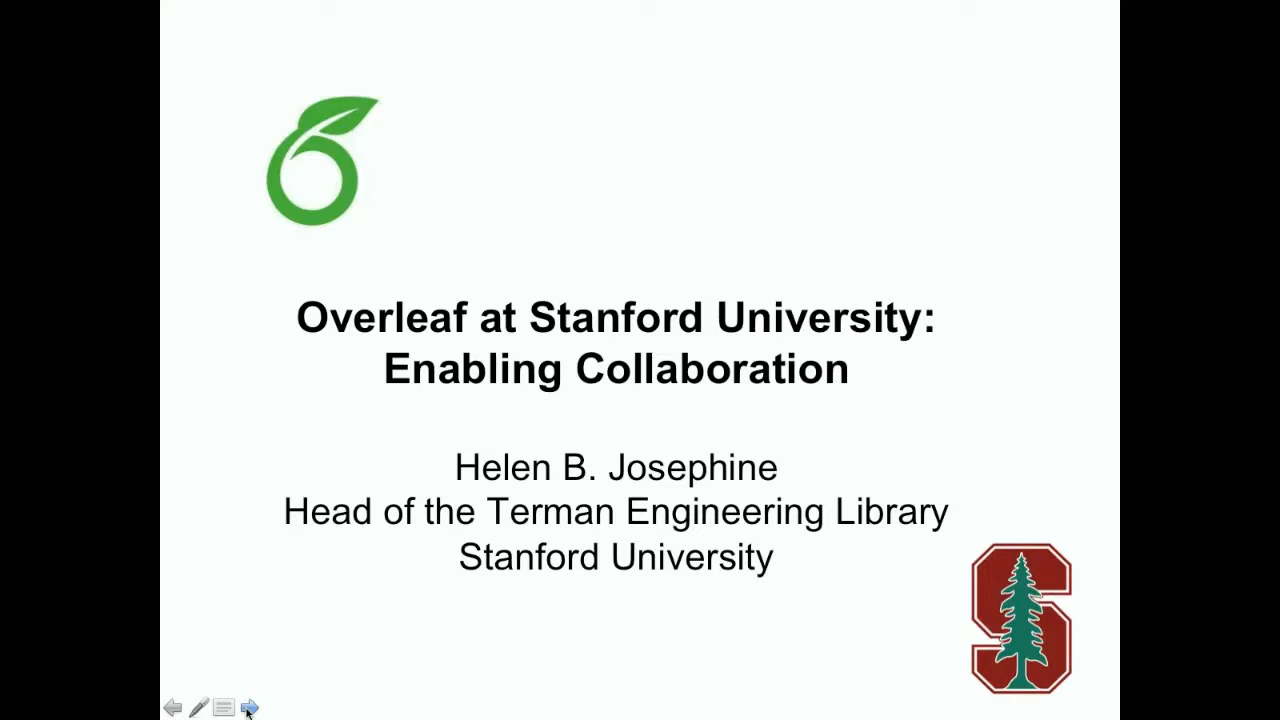 Overleaf at Stanford University:
Enabling Collaboration
Helen B. Josephine
Head of the Terman Engineering Library
Stanford University
S